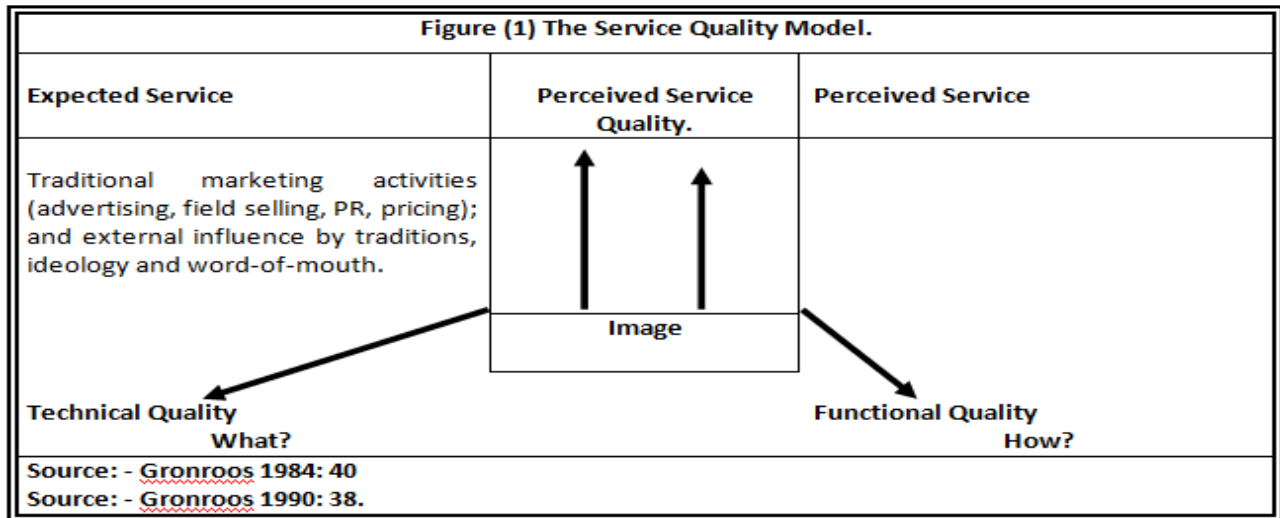 Figure (1) The Service Quality Model.
Expected Service
Perceived Service
Quality.
Perceived Service
Traditional marketing activities
(advertising, field selling, PR, pricing);
and external influence by traditions,
ideology and word-of-mouth.
Image
Technical Quality
What?
Functional Quality
How?
Source: - Gronroos 1984: 40
Source: - Gronroos 1990: 38.